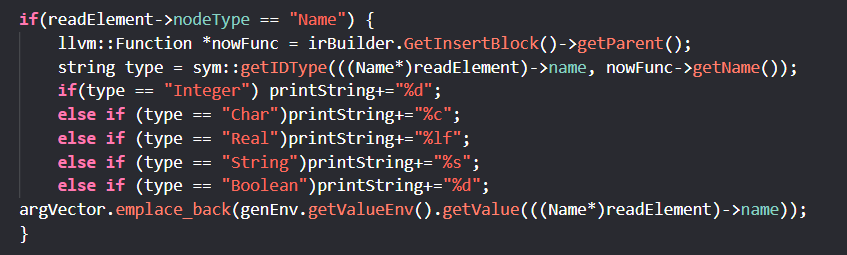 if(readElement->nodeType == "Name") {
    llvm::Function *nowFunc = irBuilder.GetInsertBlock()->getParent();
    string type = sym::getIDType(((Name*)readElement)->name, nowFunc->getName());
    if(type == "Integer") printString+="%d";
    else if (type == "Char")printString+="%c";
    else if (type == "Real")printString+="%lf";
    else if (type == "String")printString+="%s";
    else if (type == "Boolean")printString+="%d";
argVector.emplace_back(genEnv.getValueEnv().getValue(((Name*)readElement)->name));
}